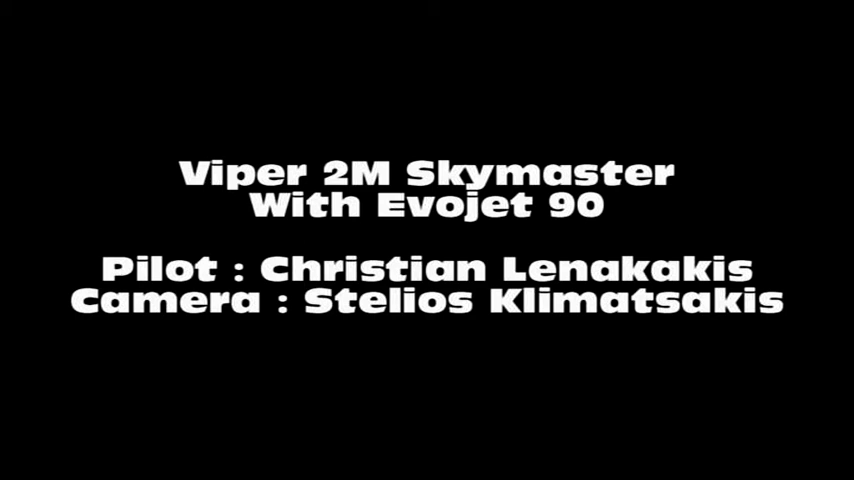 Viper 2M Skymaster
With Evojet 90
Pilot : Christian Lenakakis
Camera : Stelios Klimatsakis